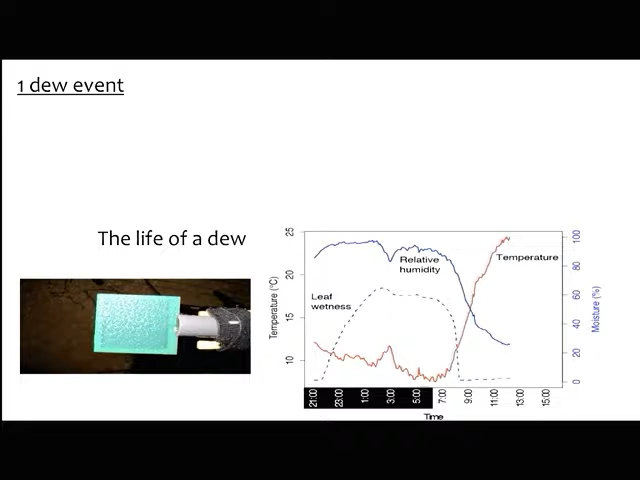 1 dew event
The life of a dew
25
20
15
10
Temperature (°C)
Leaf
wetness
Relative
humidity
Temperature
100
80
60
40
20
0
Moisture (%)
21:00
23:00
1:00
3:00
5:00
7:00
9:00
11:00
13:00
15:00
Time